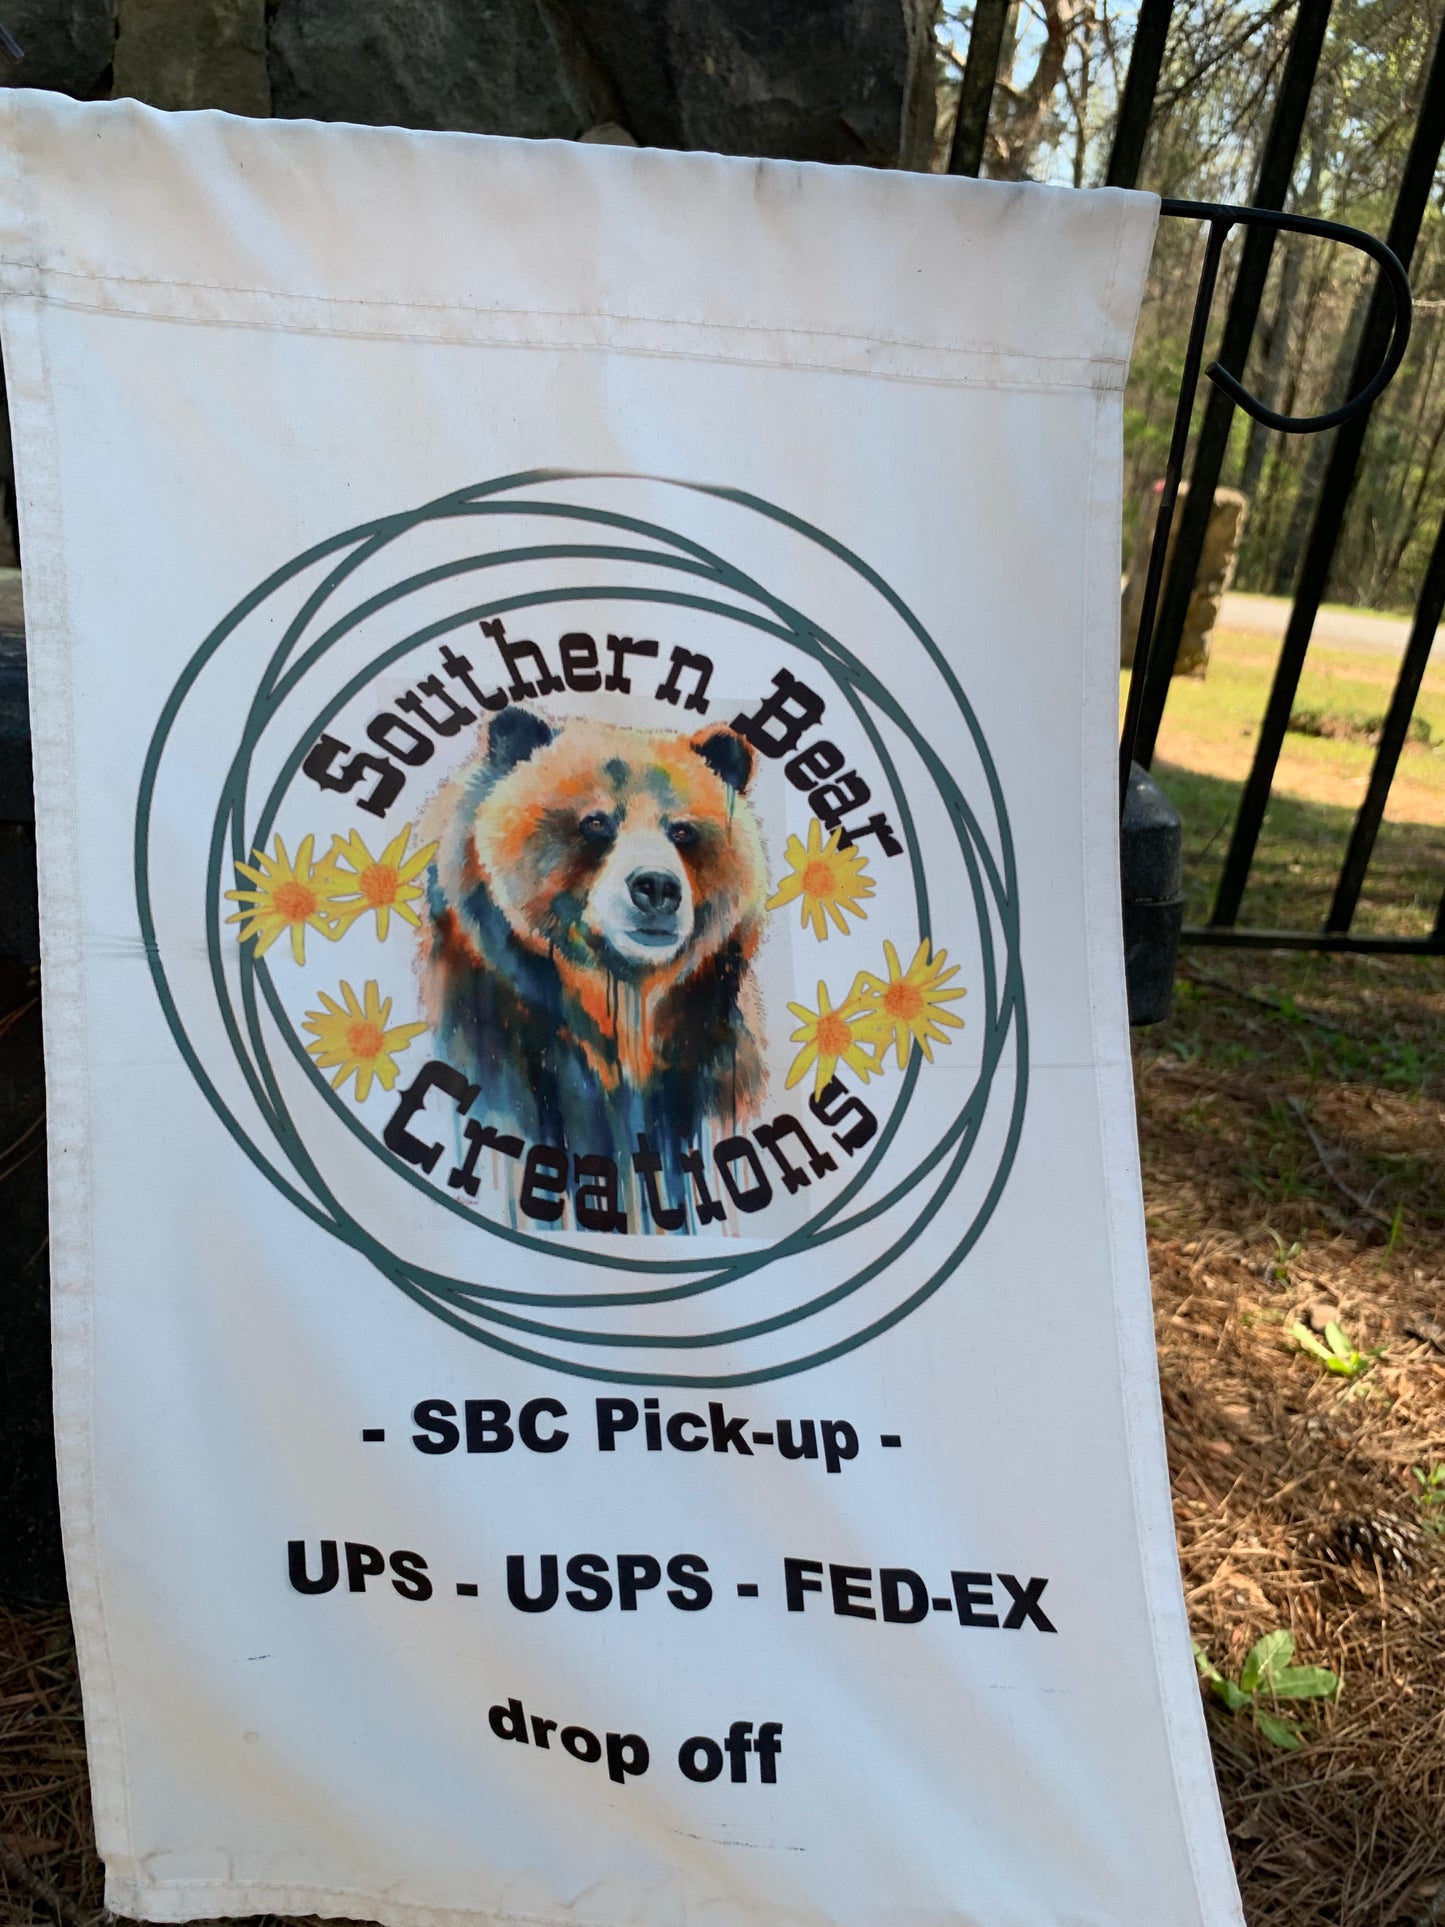 Southern Bear
Creations
- SBC Pick-up -
UPS - USPS - FED-EX
drop off